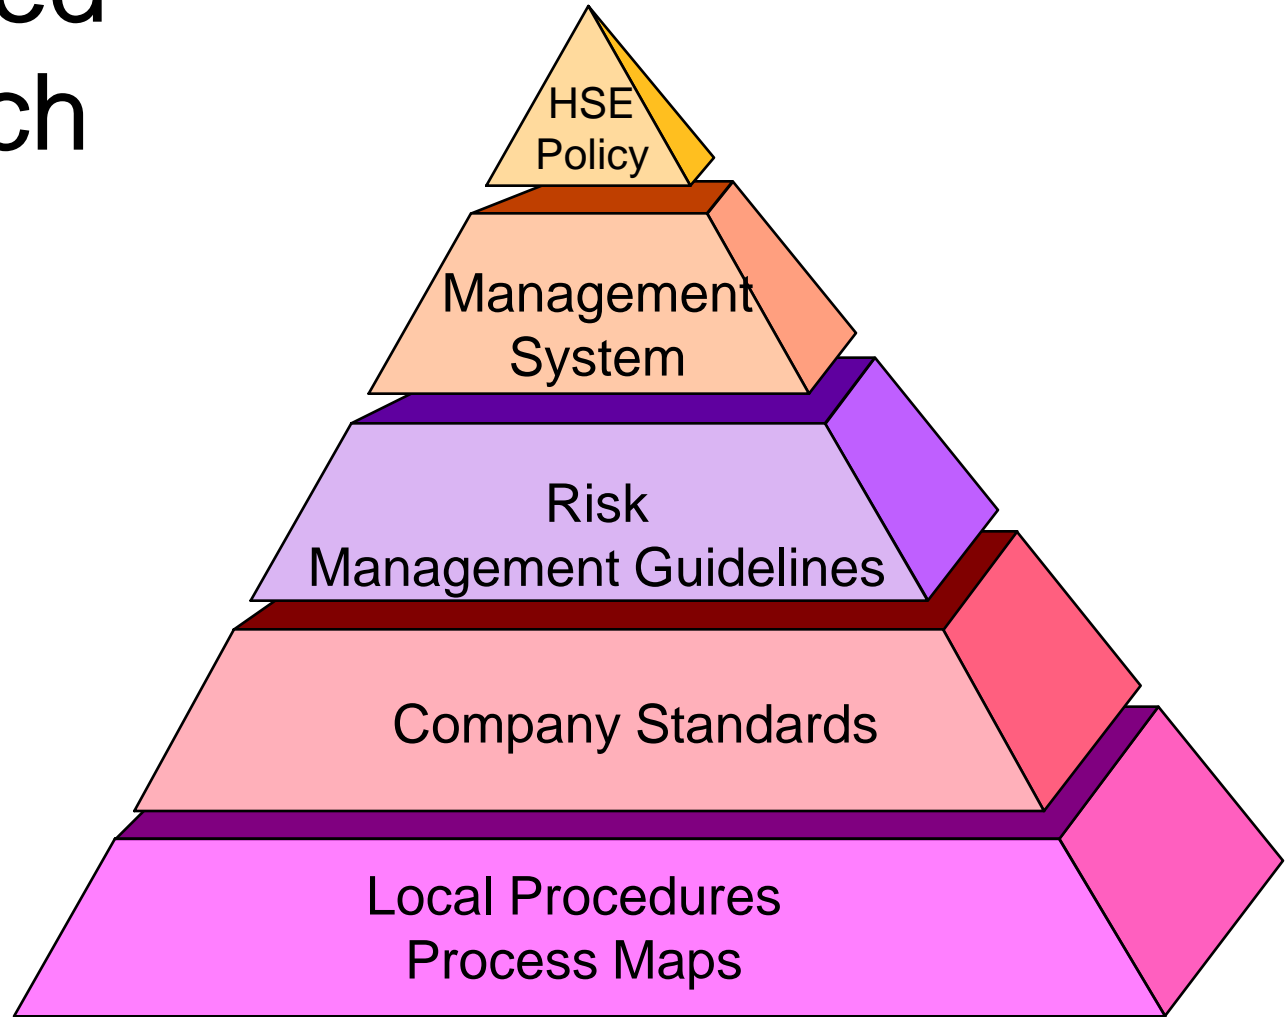 HSE
Policy
Management
System
Risk
Management Guidelines
Company Standards
Local Procedures
Process Maps